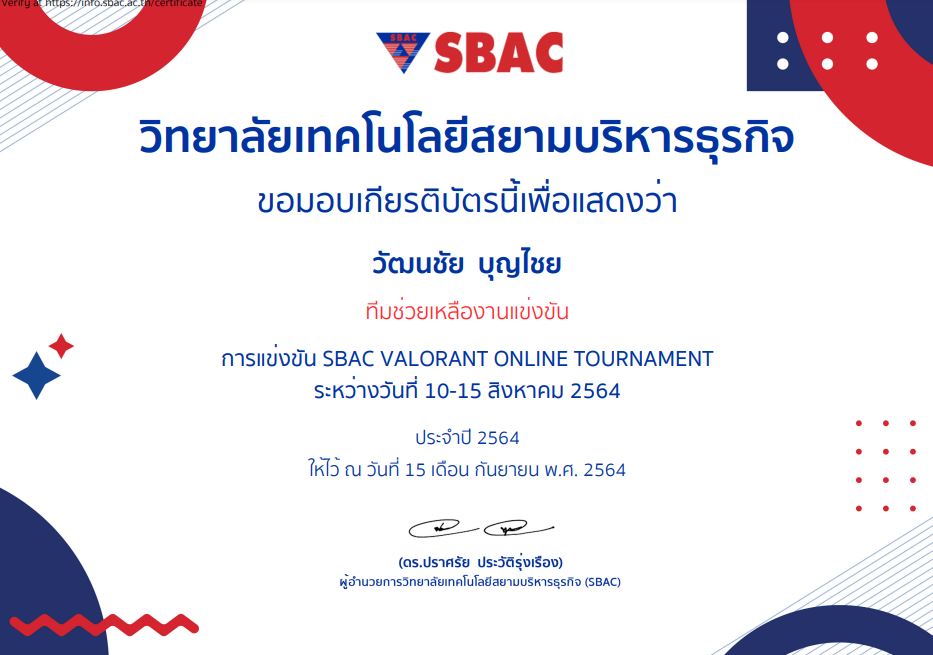 Verify at https://info.sbac.ac.th/certificate
SBAC SBAC
วิทยาลัยเทคโนโลยีสยามบริหารธุรกิจ
ขอมอบเกียรติบัตรนี้เพื่อแสดงว่า
วัฒนชัย บุญไชย
ทีมช่วยเหลืองานแข่งขัน
การแข่งขัน SBAC VALORANT ONLINE TOURNAMENT
ระหว่างวันที่ 10-15 สิงหาคม 2564
ประจำปี 2564
ให้ไว้ ณ วันที่ 15 เดือน กันยายน พ.ศ. 2564
(ดร.ปราศรัย ประวัติรุ่งเรือง)
ผู้อำนวยการวิทยาลัยเทคโนโลยีสยามบริหารธุรกิจ (SBAC)